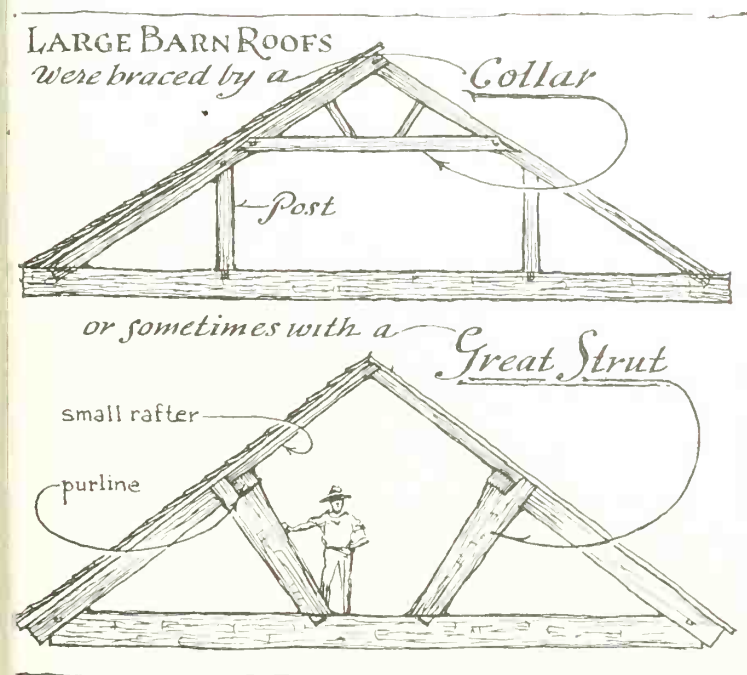 LARGE BARN ROOFS
Were braced by a Collar
Post
or sometimes with a Great Strut
small rafter
purline